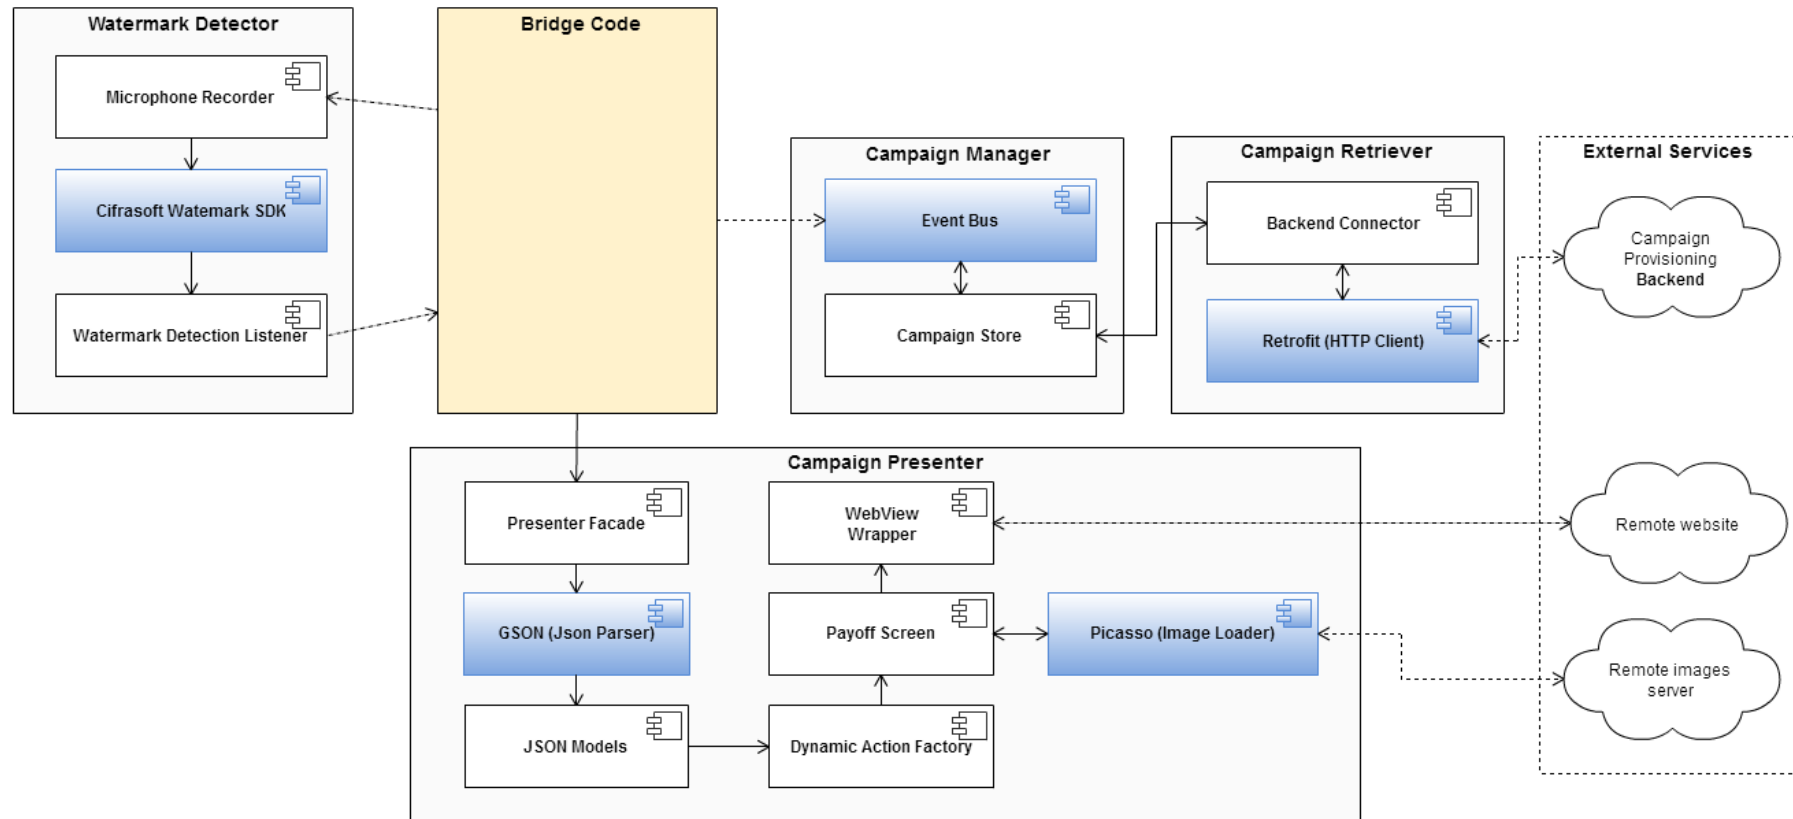 Watermark Detector
Microphone Recorder
Cifrasoft Watemark SDK
Watermark Detection Listener
Bridge Code
Campaign Manager
Event Bus
Campaign Store
Campaign Retriever
Backend Connector
Retrofit (HTTP Client)
External Services
Campaign
Provisioning
Backend
Remote website
Remote images
server
Campaign Presenter
Presenter Facade
GSON (Json Parser)
JSON Models
WebView
Wrapper
Payoff Screen
Dynamic Action Factory
Picasso (Image Loader)